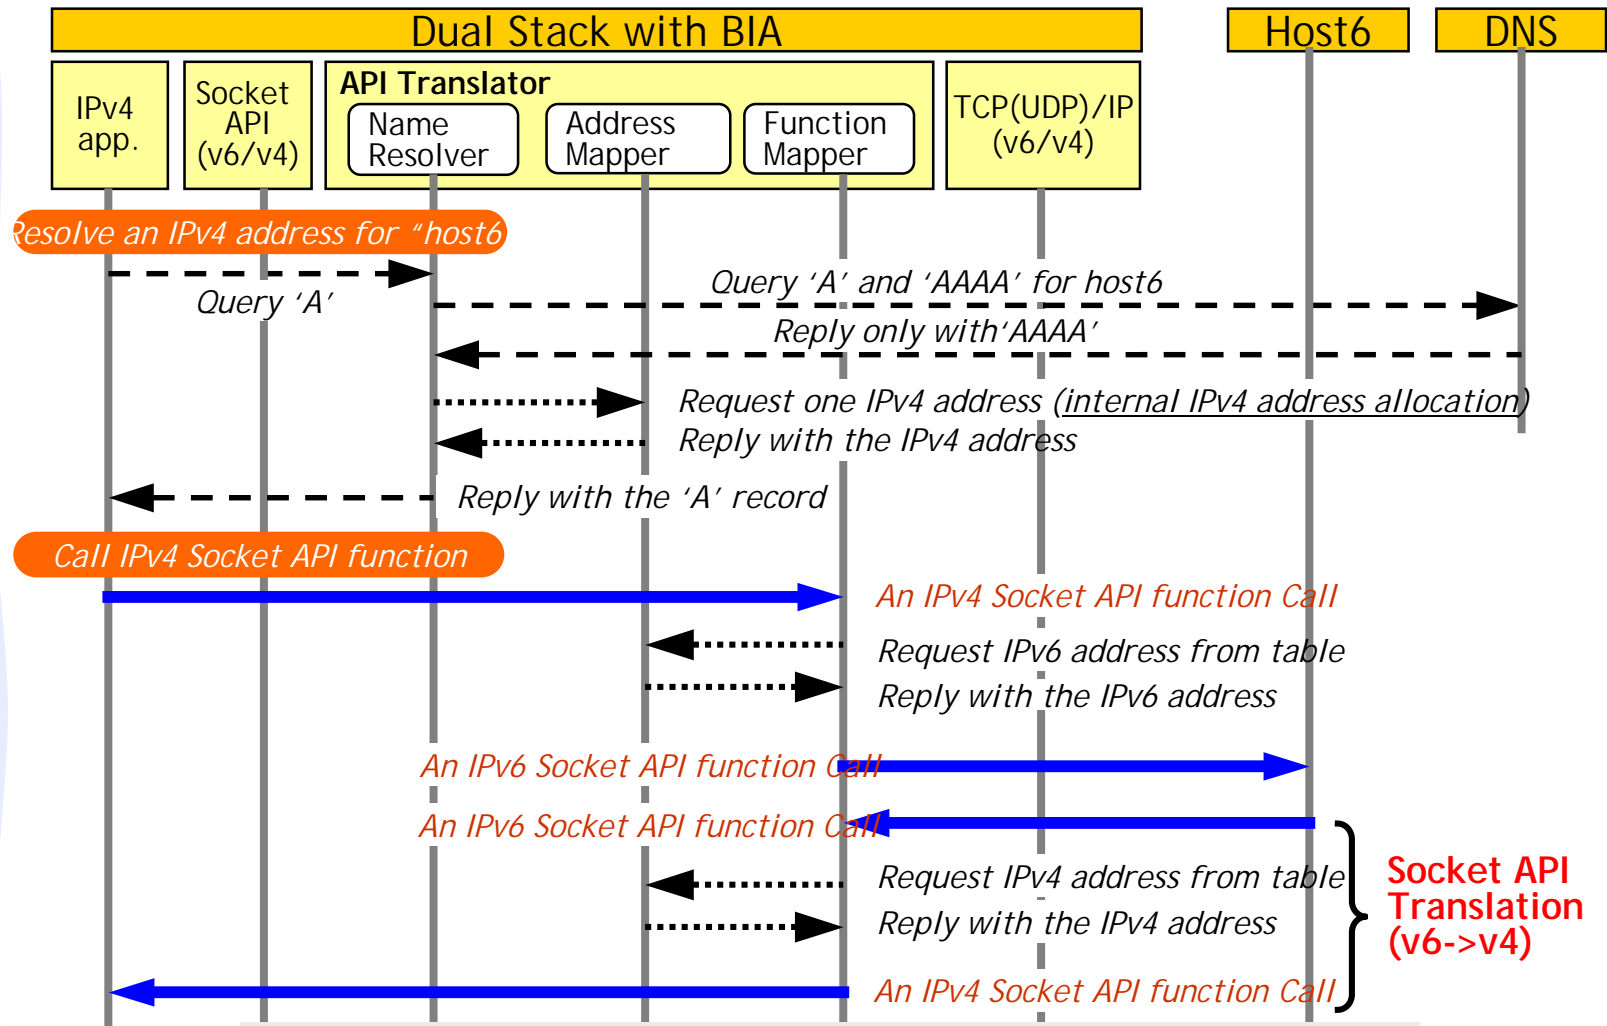 Dual Stack with BIA
Host6
DNS
IPv4
app.
Socket
API
(v6/v4)
API Translator
Name
Resolver
Address
Mapper
Function
Mapper
TCP(UDP)/IP
(v6/v4)
Resolve an IPv4 address for “host6
Query ‘A’
Query ‘A’ and ‘AAAA’ for host6
Reply only with‘AAAA’
Request one IPv4 address (internal IPv4 address allocation)
Reply with the IPv4 address
Reply with the ‘A’ record
Call IPv4 Socket API function
An IPv4 Socket API function Call
Request IPv6 address from table
Reply with the IPv6 address
An IPv6 Socket API function Call
An IPv6 Socket API function Call
Request IPv4 address from table
Reply with the IPv4 address
An IPv4 Socket API function Call
Socket API
Translation
(v6->v4)